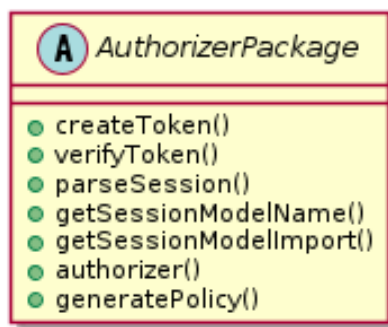 A AuthorizerPackage
createToken()
verifyToken()
parseSession()
getSessionModelName()
getSessionModelImport()
authorizer()
generatePolicy()